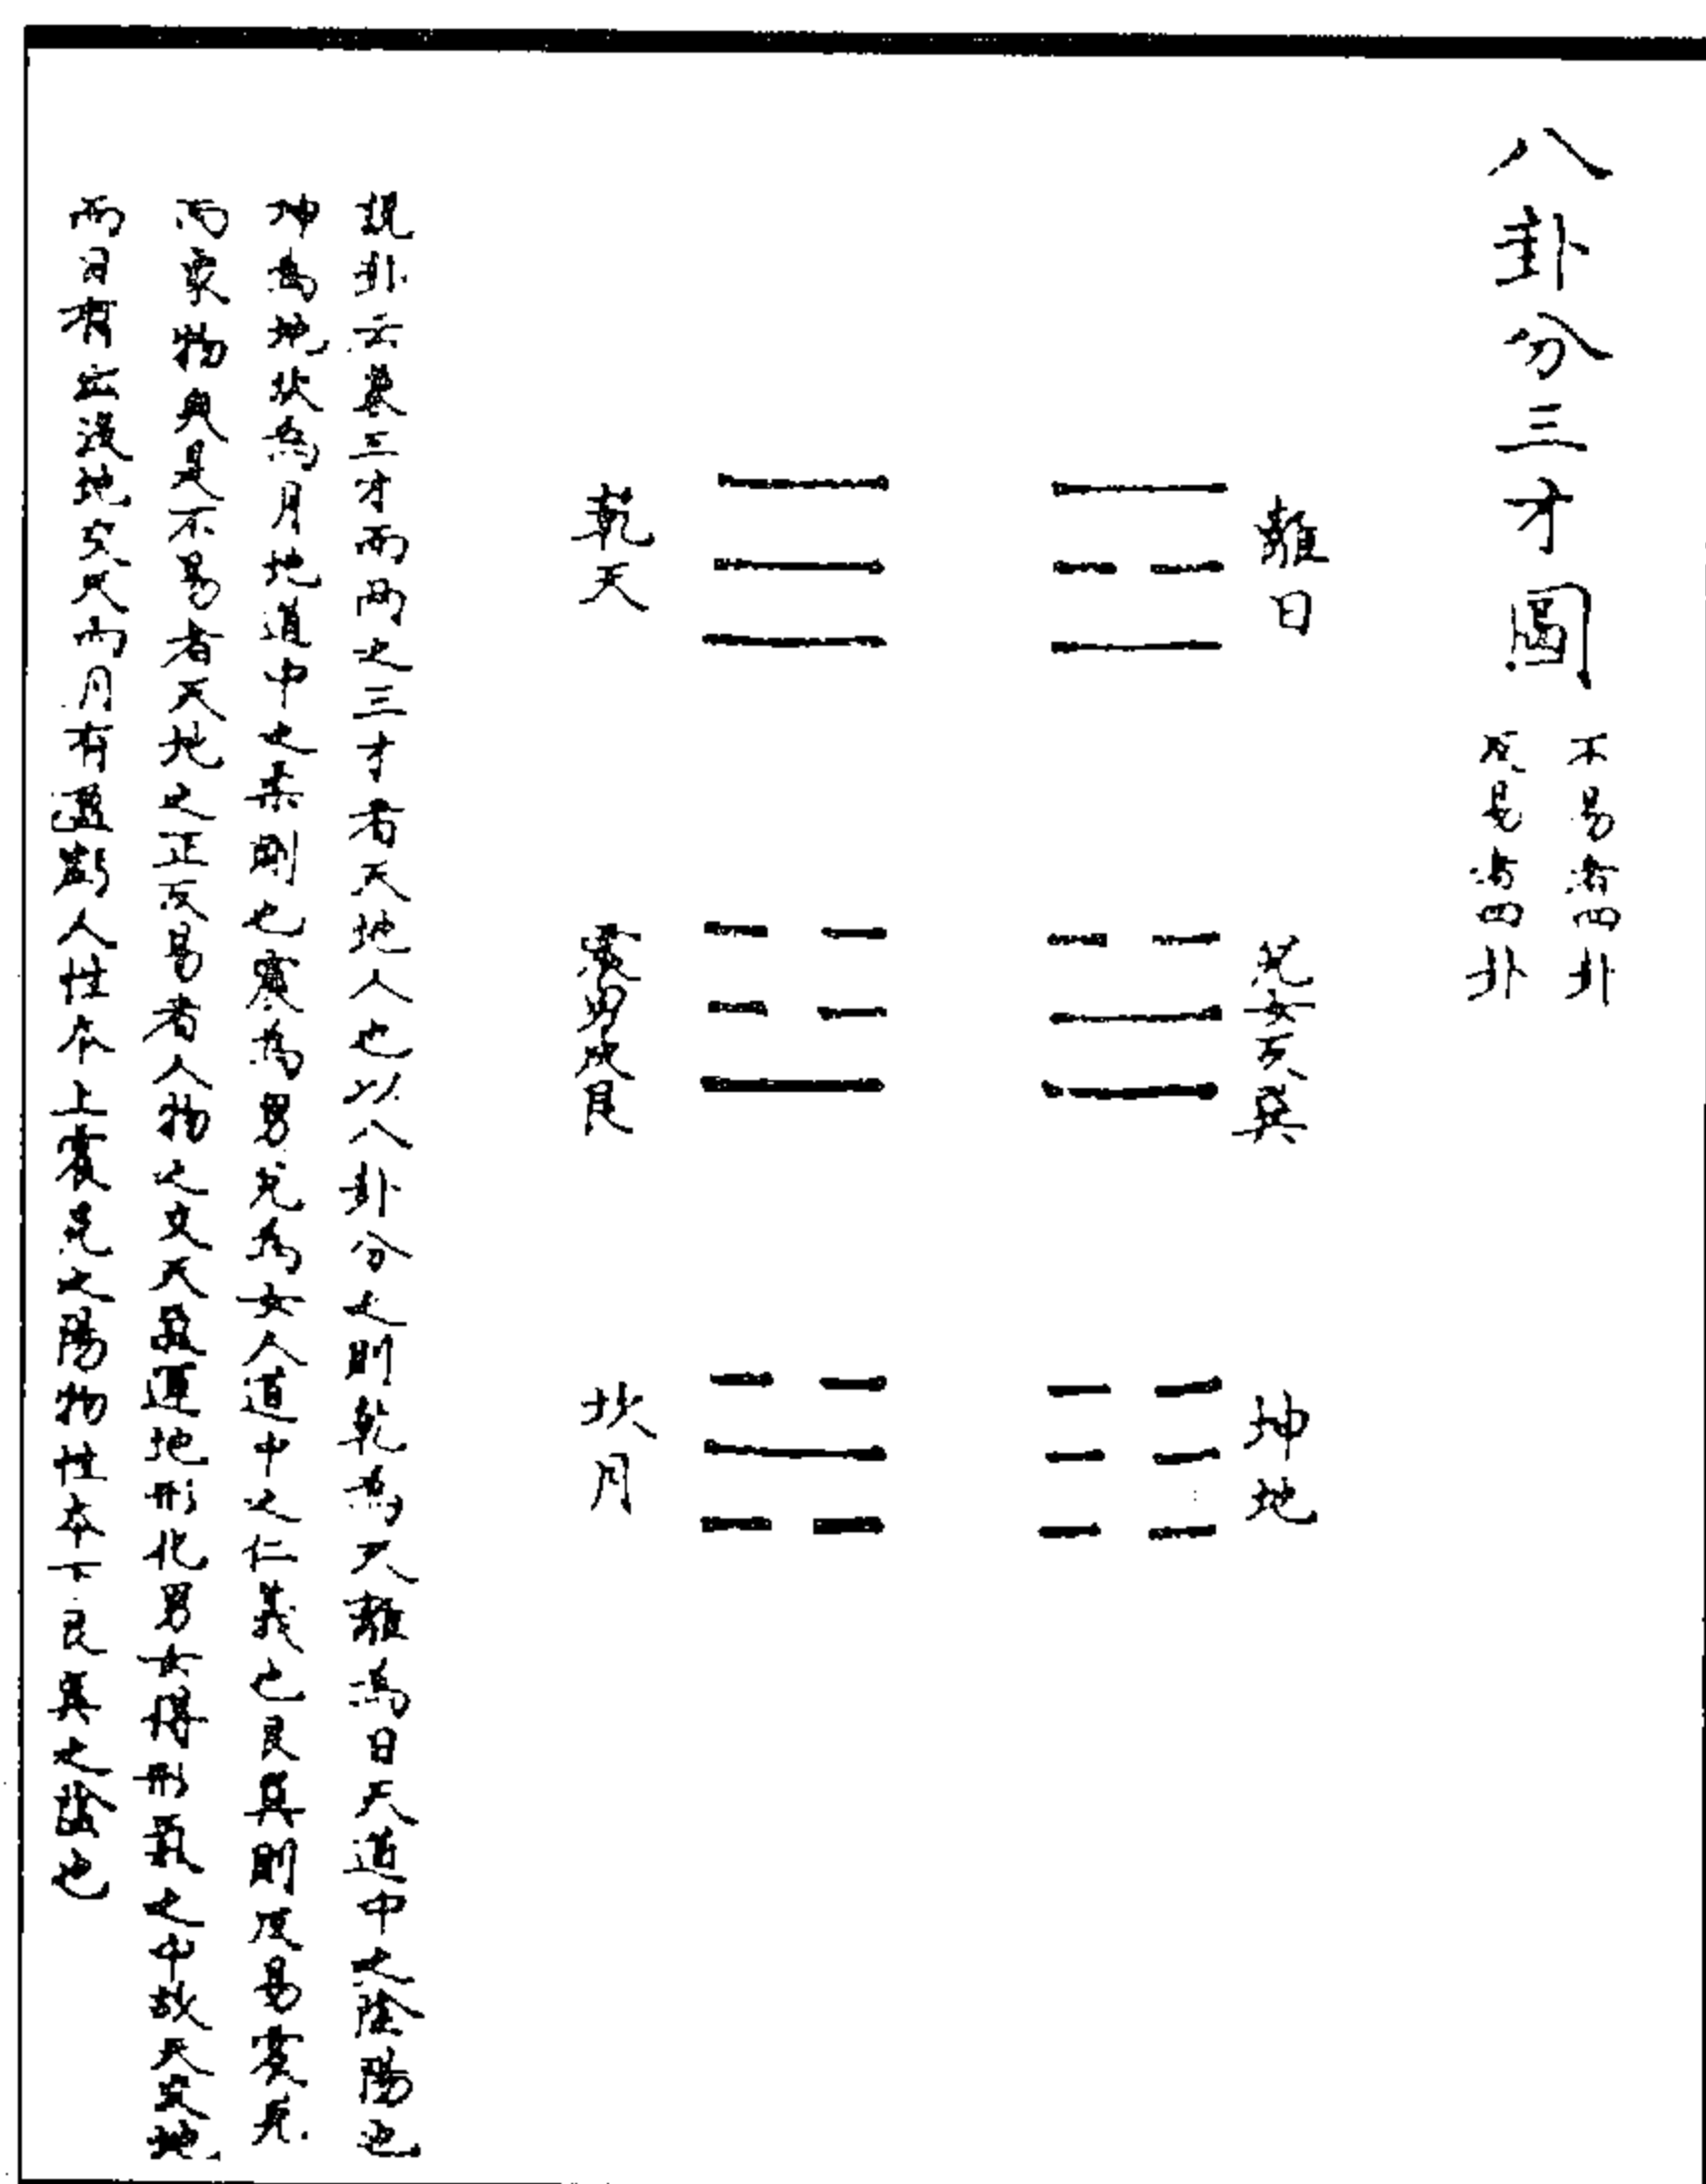 八卦分三才圖
不易者四卦
反易者四卦
離日
兌女反巽
坤地
乾天
震男反艮
坎月
說卦云兼三才而兩之三才者天地人也以八卦分之則乾為天離為日天道中之陰陽也
坤為地坎為月地道中之柔剛也震為男兌為女人道中之仁義也艮巽則反易震兌
而衆物與是不易者天地之正反易者人物之交天氣運地形化男女搆形氣之中故天交地
而日有出沒地交天而月有盈虧人性本上震兌之陽物性本下艮巽之陰也